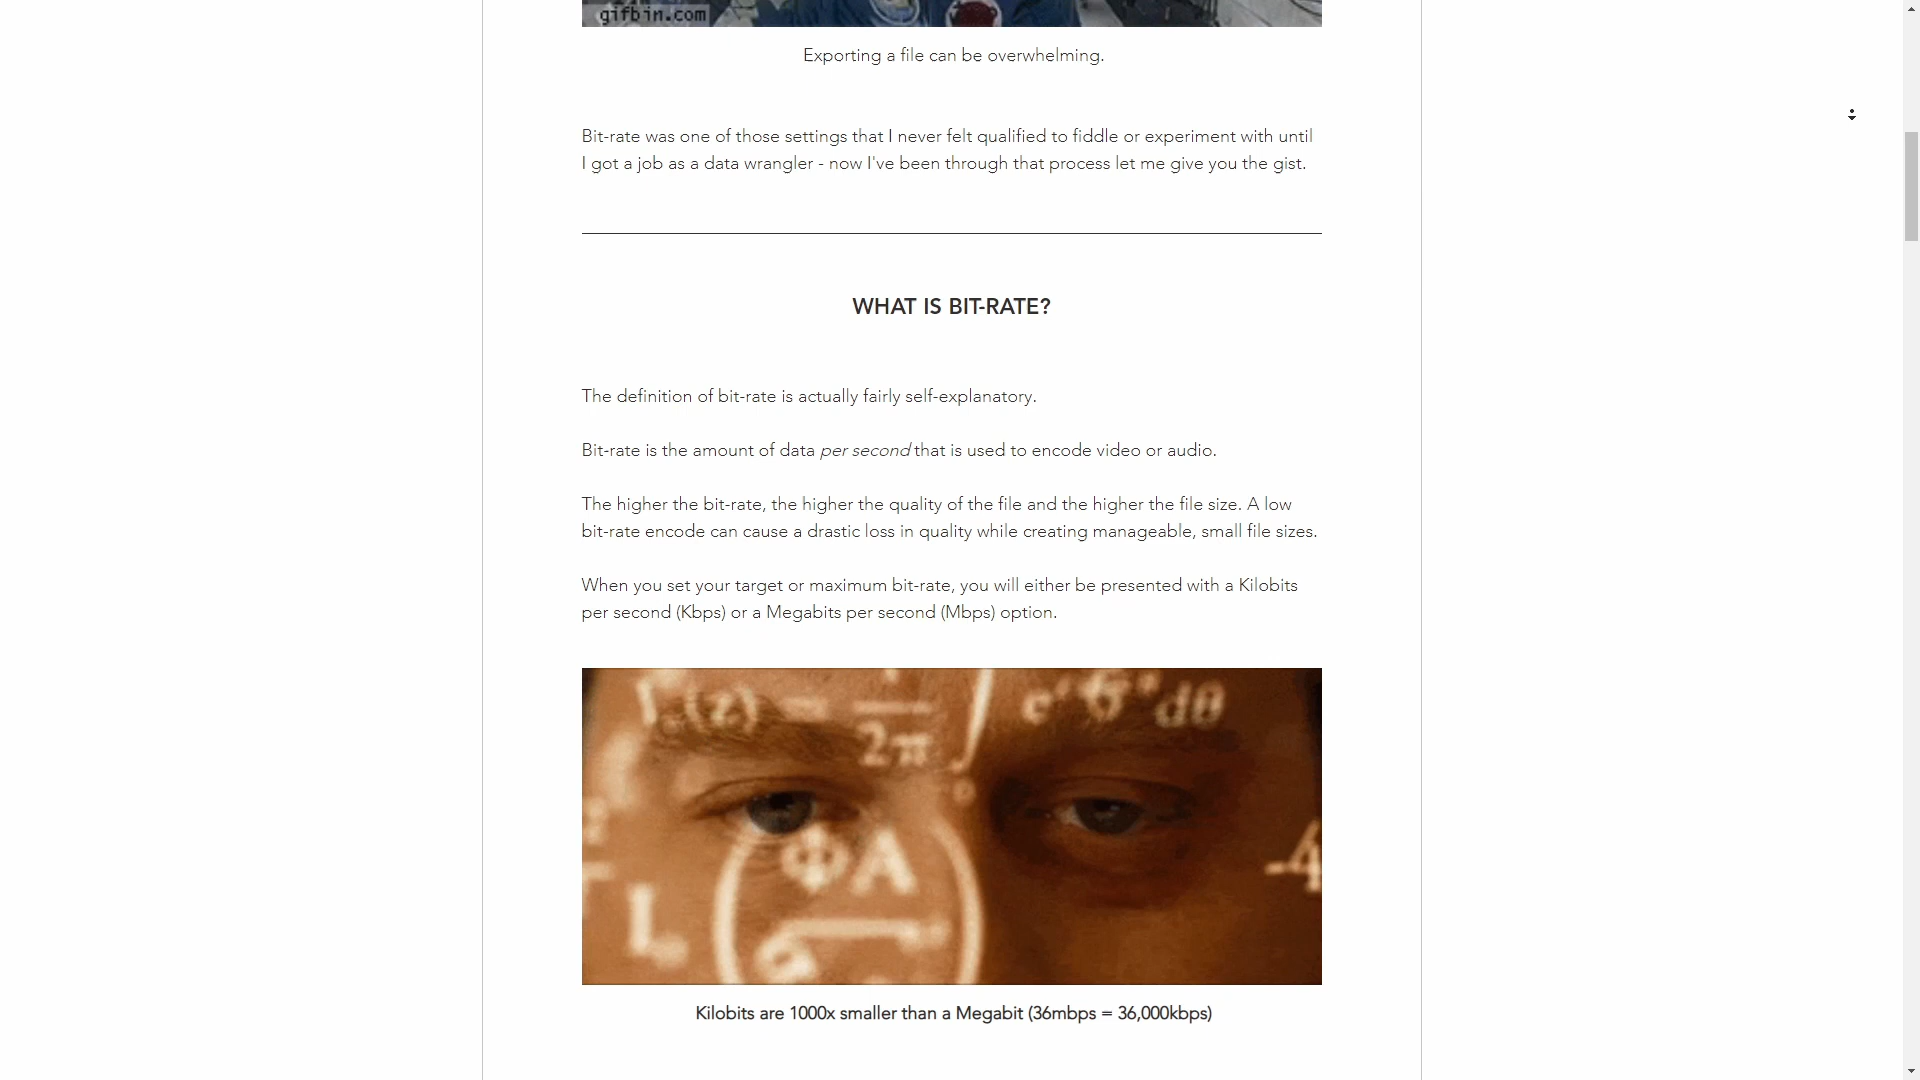 gifbin.com
Exporting a file can be overwhelming.
Bit-rate was one of those settings that I never felt qualified to fiddle or experiment with until
I got a job as a data wrangler - now I've been through that process let me give you the gist.
WHAT IS BIT-RATE?
The definition of bit-rate is actually fairly self-explanatory.
Bit-rate is the amount of data per second that is used to encode video or audio.
The higher the bit-rate, the higher the quality of the file and the higher the file size. A low
bit-rate encode can cause a drastic loss in quality while creating manageable, small file sizes.
When you set your target or maximum bit-rate, you will either be presented with a Kilobits
per second (Kbps) or a Megabits per second (Mbps) option.
2π
dθ
ΦA
-4
Kilobits are 1000x smaller than a Megabit (36mbps = 36,000kbps)